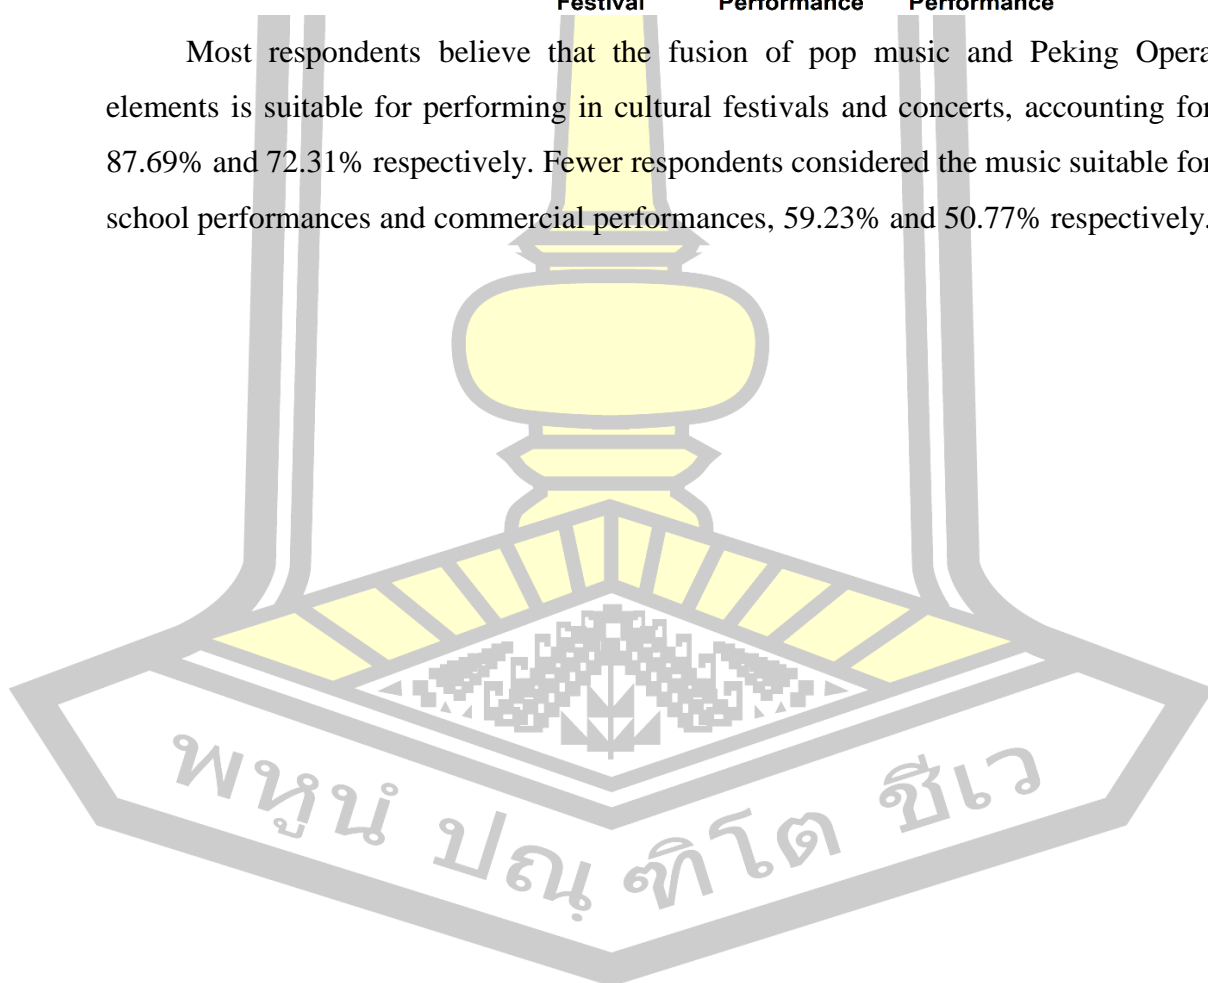 Festival Performance Performance
Most respondents believe that the fusion of pop music and Peking Opera
elements is suitable for performing in cultural festivals and concerts, accounting for
87.69% and 72.31% respectively. Fewer respondents considered the music suitable for
school performances and commercial performances, 59.23% and 50.77% respectively.
พหูนํ ปณฺฑิโต ชีเว